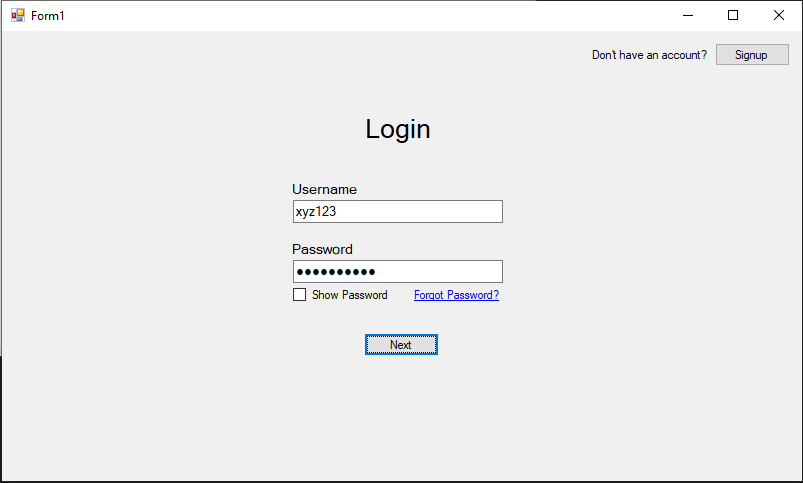 Form1
Don't have an account? Signup
Login
Username
xyz123
Password
●●●●●●●●●●
Show Password Forgot Password?
Next